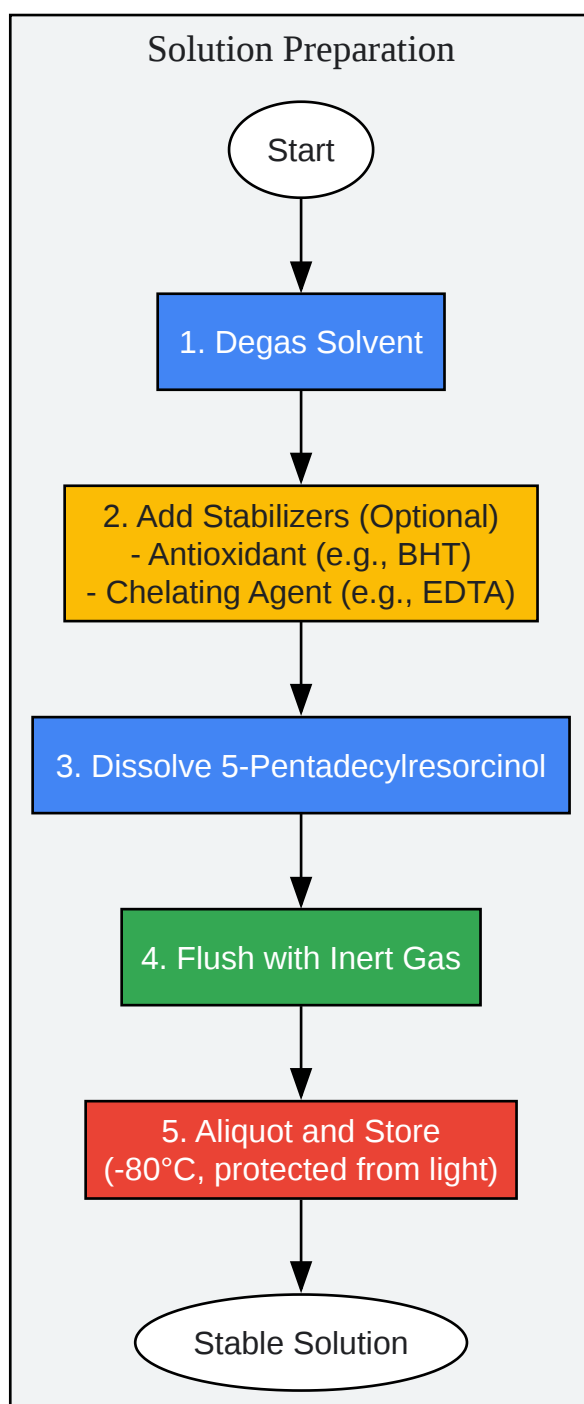 Solution Preparation
Start
1. Degas Solvent
2. Add Stabilizers (Optional)
- Antioxidant (e.g., BHT)
- Chelating Agent (e.g., EDTA)
3. Dissolve 5-Pentadecylresorcinol
4. Flush with Inert Gas
5. Aliquot and Store
(-80°C, protected from light)
Stable Solution